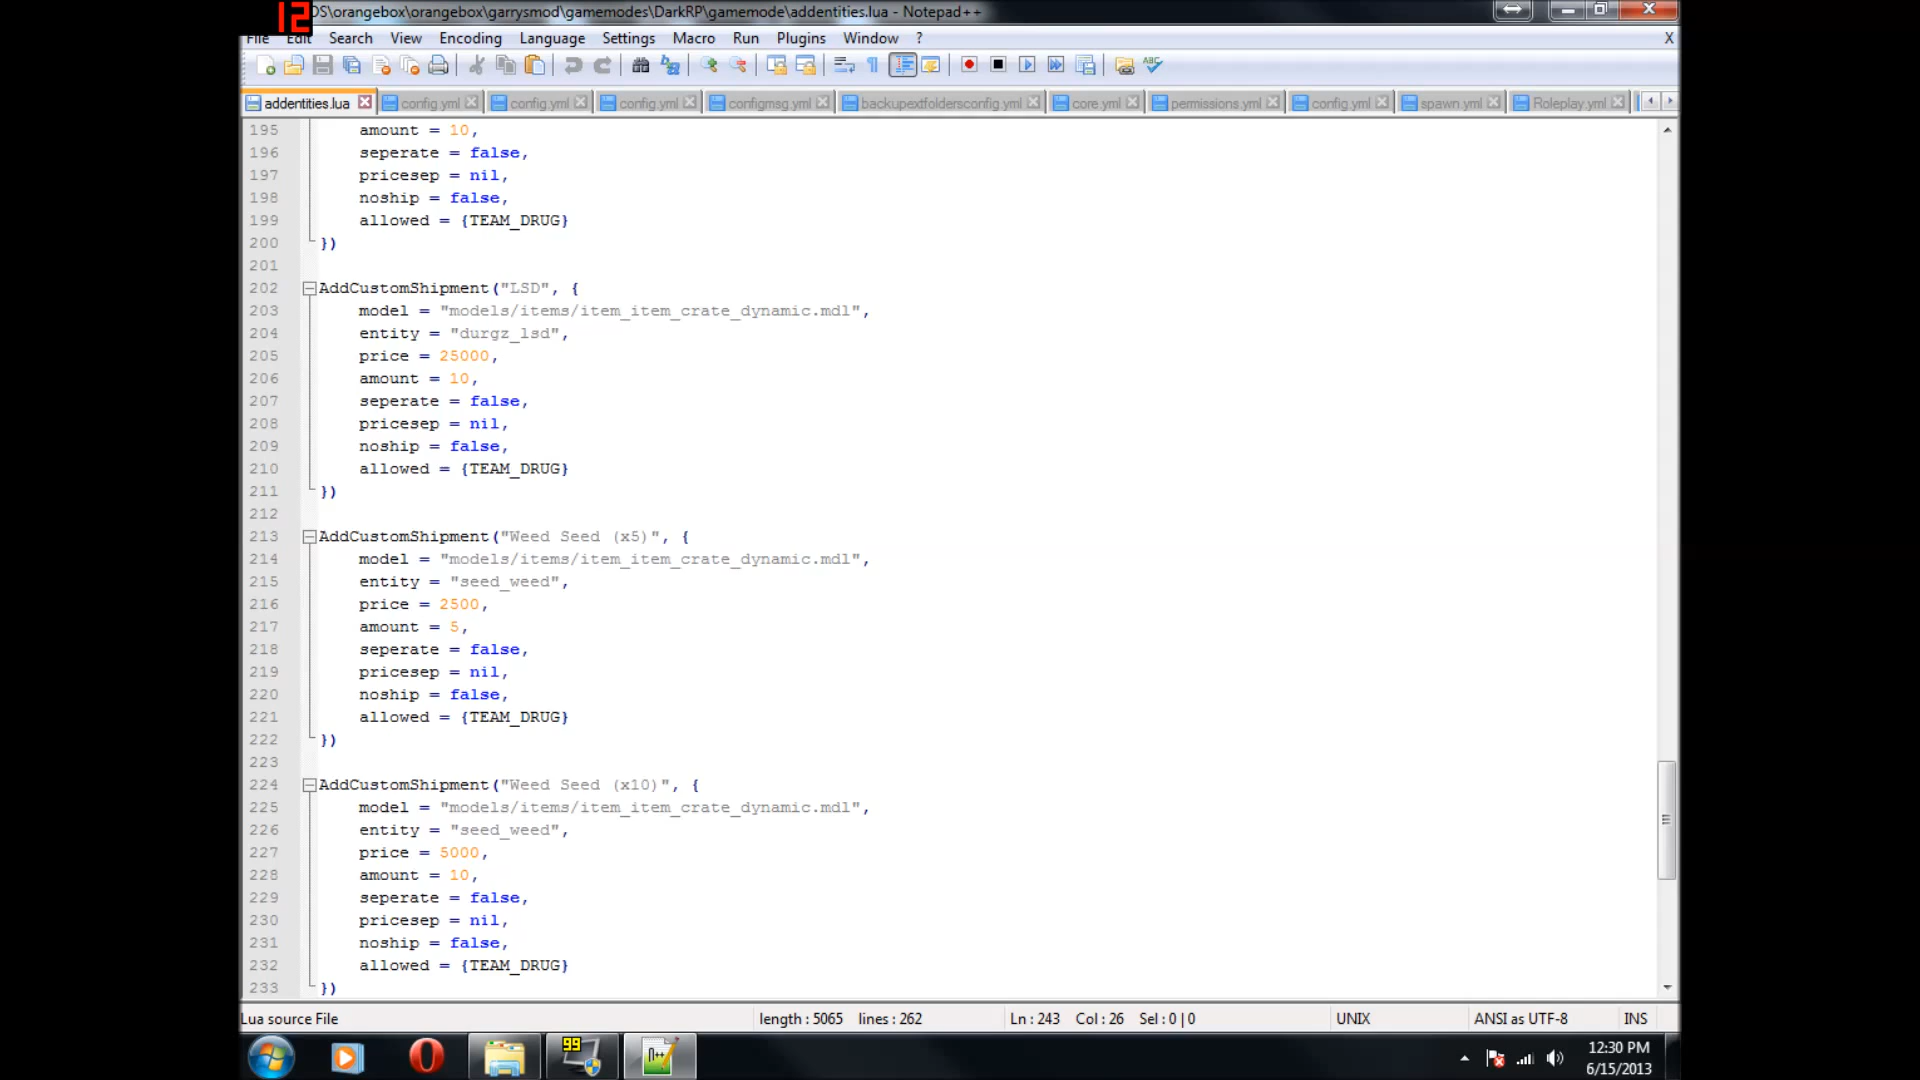 12
DS\orangebox\orangebox\garrysmod\gamemodes\DarkRP\gamemode\addentities.lua - Notepad++
File Edit Search View Encoding Language Settings Macro Run Plugins Window ? X
addentities.lua config.yml config.yml config.yml configmsg.yml backupextfoldersconfig.yml core.yml permissions.yml config.yml spawn.yml Roleplay.yml
195 amount = 10,
196 seperate = false,
197 pricesep = nil,
198 noship = false,
199 allowed = {TEAM_DRUG}
200 })
201
202 AddCustomShipment("LSD", {
203 model = "models/items/item_item_crate_dynamic.mdl",
204 entity = "durgz_lsd",
205 price = 25000,
206 amount = 10,
207 seperate = false,
208 pricesep = nil,
209 noship = false,
210 allowed = {TEAM_DRUG}
211 })
212
213 AddCustomShipment("Weed Seed (x5)", {
214 model = "models/items/item_item_crate_dynamic.mdl",
215 entity = "seed_weed",
216 price = 2500,
217 amount = 5,
218 seperate = false,
219 pricesep = nil,
220 noship = false,
221 allowed = {TEAM_DRUG}
222 })
223
224 AddCustomShipment("Weed Seed (x10)", {
225 model = "models/items/item_item_crate_dynamic.mdl",
226 entity = "seed_weed",
227 price = 5000,
228 amount = 10,
229 seperate = false,
230 pricesep = nil,
231 noship = false,
232 allowed = {TEAM_DRUG}
233 })
Lua source File length : 5065 lines : 262 Ln : 243 Col : 26 Sel : 0 | 0 UNIX ANSI as UTF-8 INS
99
12:30 PM
6/15/2013